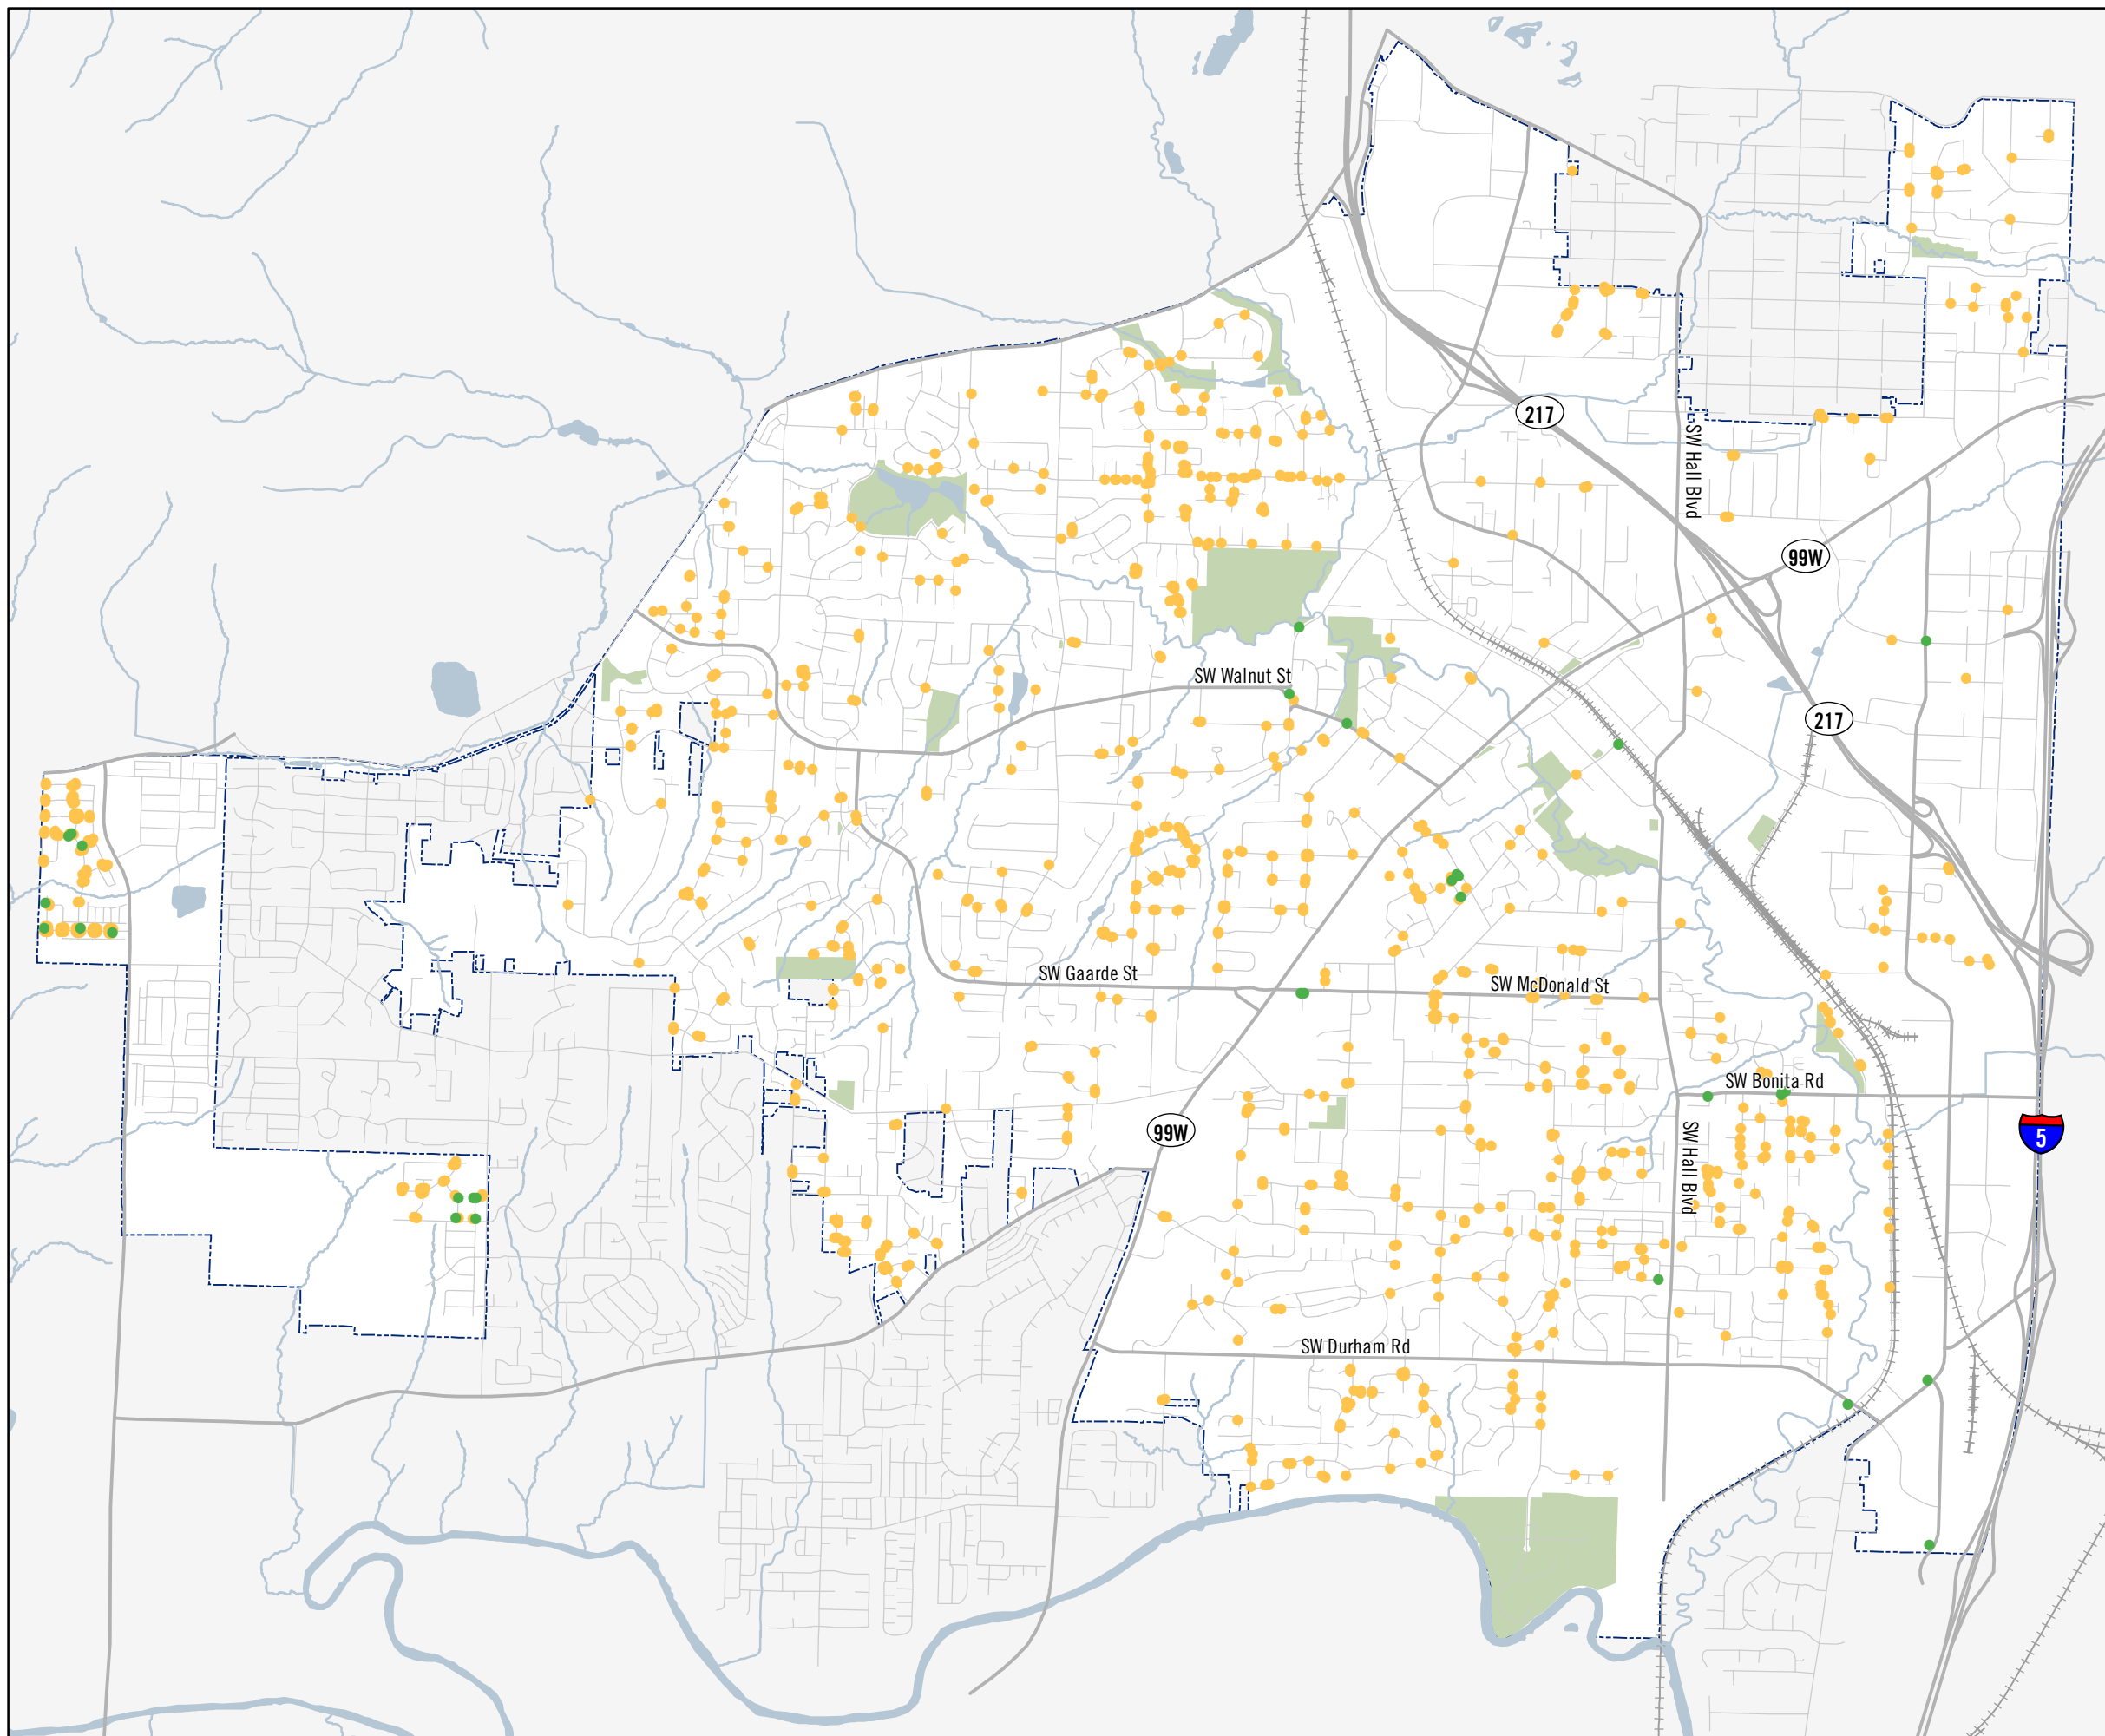 217
SW Hall Blvd
99W
SW Walnut St
217
SW Gaarde St
SW McDonald St
SW Bonita Rd
99W
5
SW Hall Blvd
SW Durham Rd